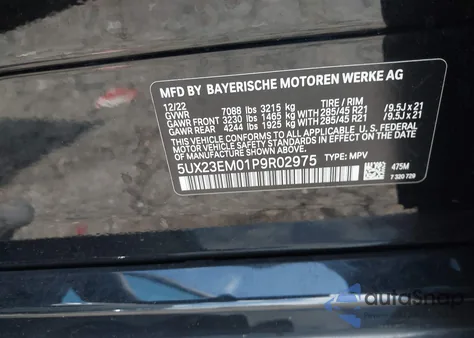 MFD BY BAYERISCHE MOTOREN WERKE AG
12/22
GVWR 7088 lbs 3215 kg TIRE / RIM
GAWR FRONT 3230 lbs 1465 kg WITH 285/45 R21 /9.5J x 21
GAWR REAR 4244 lbs 1925 kg WITH 285/45 R21 /9.5J x 21
THIS VEHICLE CONFORMS TO ALL APPLICABLE U. S. FEDERAL
MOTOR VEHICLE SAFETY STANDARDS IN EFFECT ON THE DATE OF
MANUFACTURE SHOWN ABOVE.
5UX23EM01P9R02975 TYPE: MPV
475M
7 320 729
autoSnap